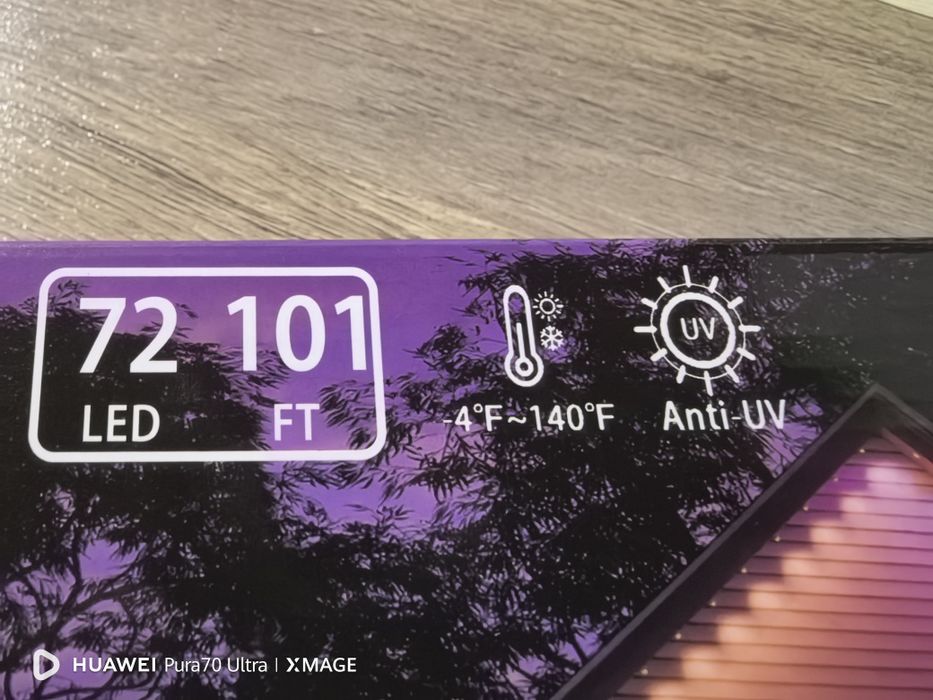 72 101
LED FT
UV
-4°F~140°F
Anti-UV
HUAWEI Pura70 Ultra | XMAGE